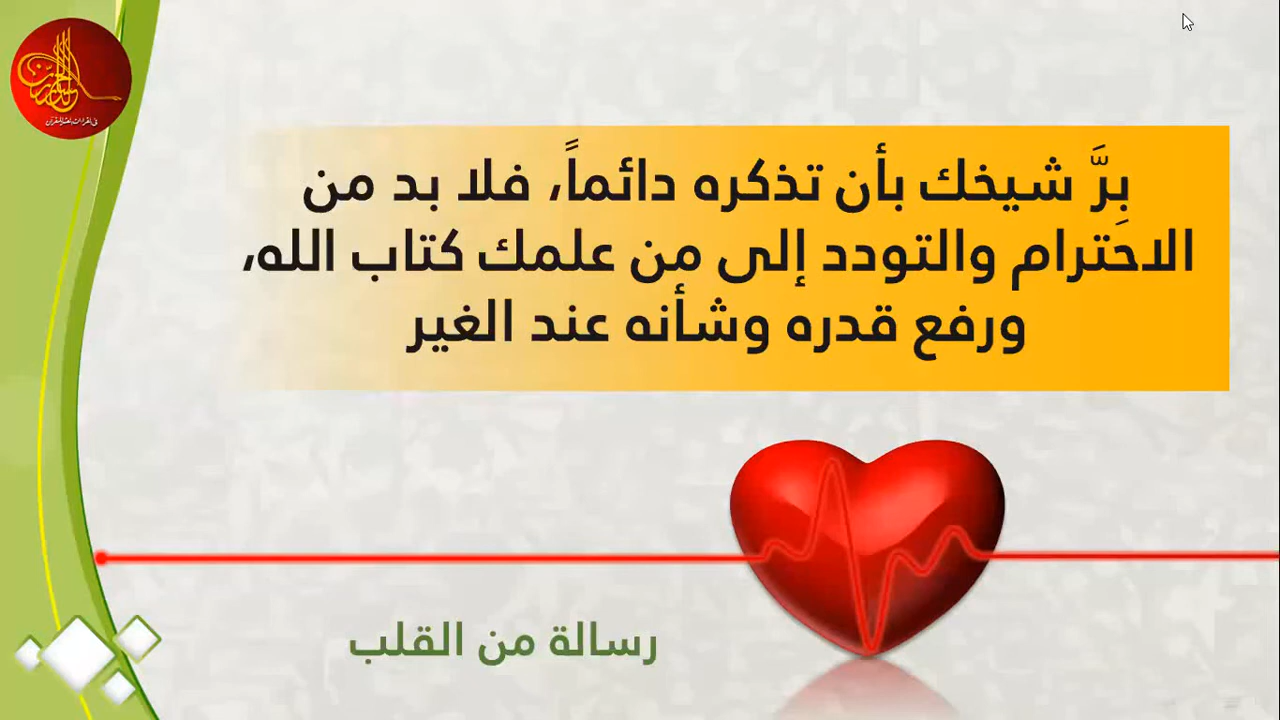 بِرَّ شيخك بأن تذكره دائماً، فلا بد من
الاحترام والتودد إلى من علمك كتاب الله،
ورفع قدره وشأنه عند الغير
رسالة من القلب